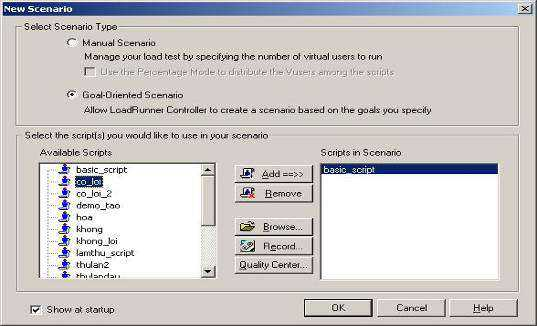 New Scenario
Select Scenario Type
Manual Scenario
Manage your load test by specifying the number of virtual users to run
Use the Percentage Mode to distribute the Vusers among the scripts
Goal-Oriented Scenario
Allow LoadRunner Controller to create a scenario based on the goals you specify
Select the script(s) you would like to use in your scenario
Available Scripts
Scripts in Scenario:
basic_script
co_loi
co_loi_2
demo_tao
hoa
khong
khong_loi
lamthu_script
thulan2
thulandau
Add ==>>
Remove
Browse...
Record...
Quality Center...
basic_script
Show at startup
OK
Cancel
Help